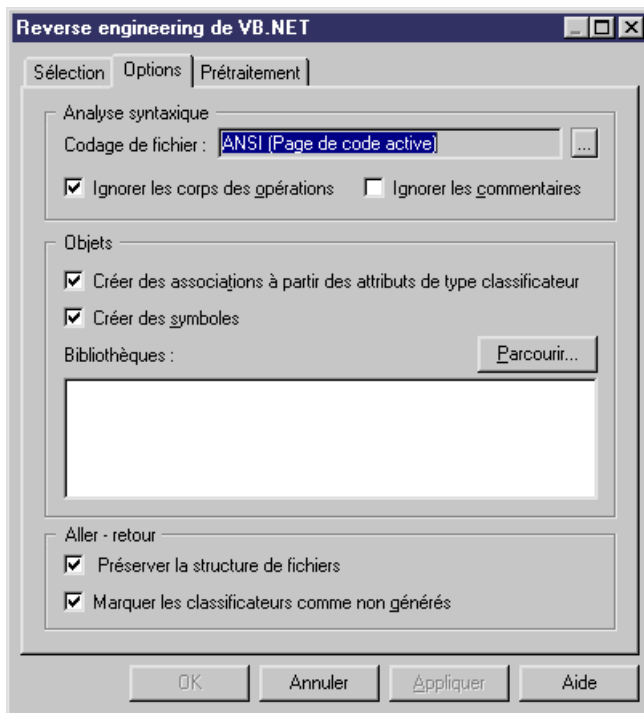 Reverse engineering de VB.NET
Sélection Options Prétraitement
Analyse syntaxique
Codage de fichier : ANSI (Page de code active) ...
Ignorer les corps des opérations Ignorer les commentaires
Objets
Créer des associations à partir des attributs de type classificateur
Créer des symboles
Bibliothèques : Parcourir...
Aller - retour
Préserver la structure de fichiers
Marquer les classificateurs comme non générés
OK Annuler Appliquer Aide